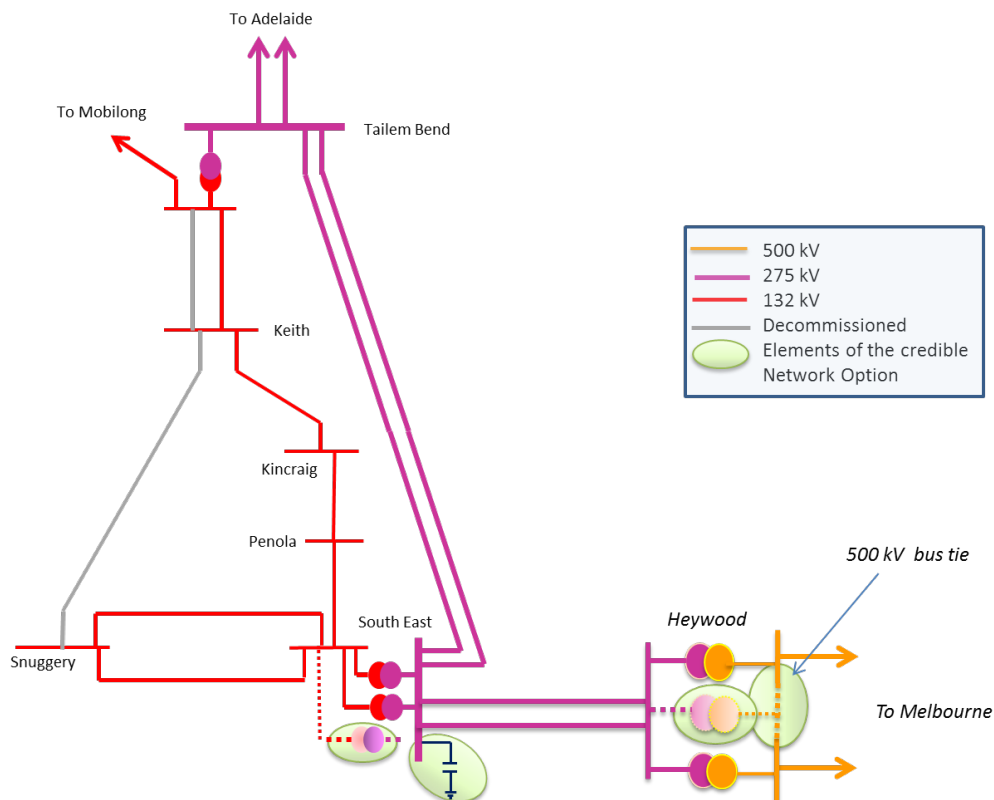 To Adelaide
To Mobilong
Tailem Bend
500 kV
275 kV
132 kV
Decommissioned
Elements of the credible
Network Option
Keith
Kincraig
Penola
500 kV bus tie
South East
Heywood
Snuggery
To Melbourne